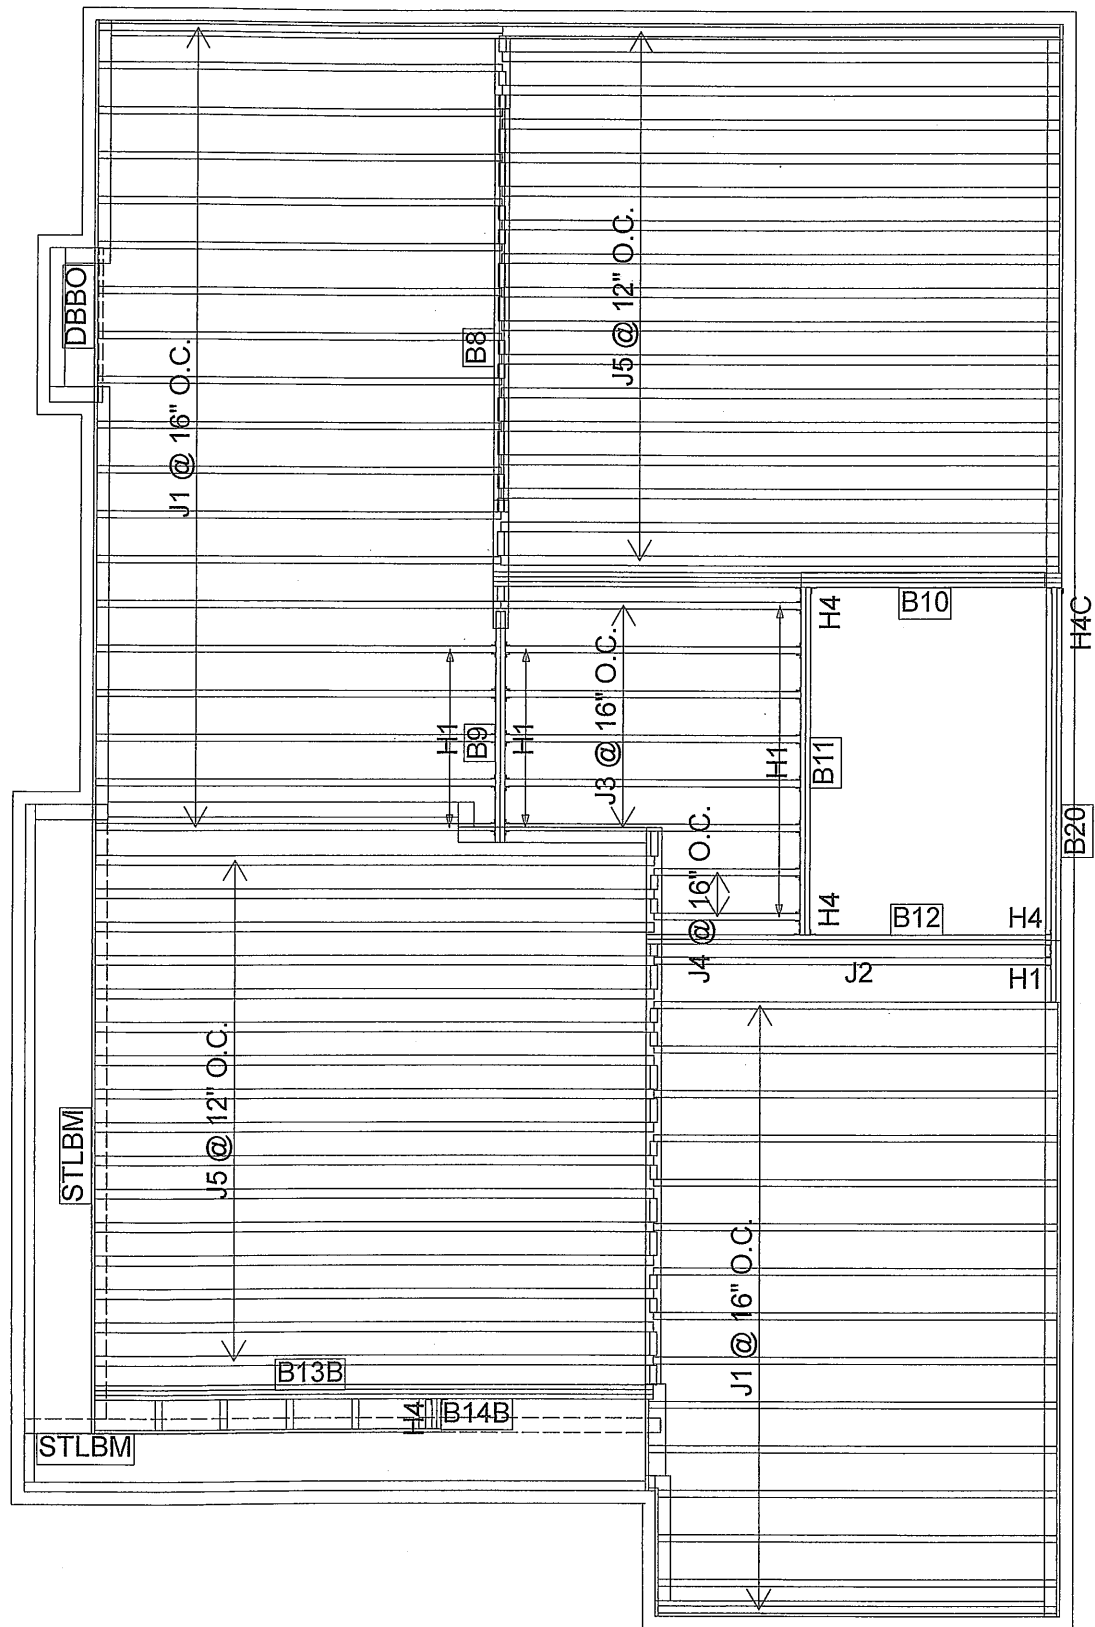 DBBO
J1 @ 16" O.C.
B8
J5 @ 12" O.C.
H4
B10
H4C
H1
B9
H1
J3 @ 16" O.C.
H1
B11
B20
J4 @ 16" O.C.
H4
B12
H4
J2
H1
STLBM
J5 @ 12" O.C.
J1 @ 16" O.C.
B13B
H4
B14B
STLBM